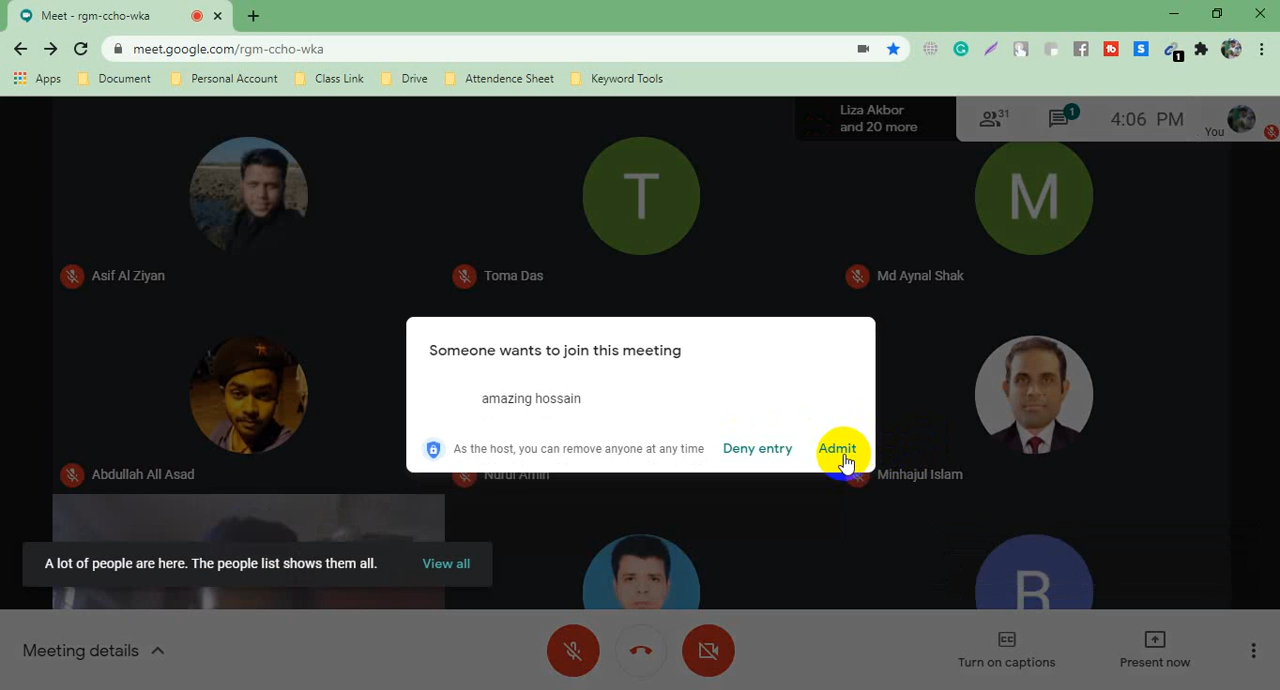 Meet - rgm-ccho-wka
meet.google.com/rgm-ccho-wka
Apps Document Personal Account Class Link Drive Attendence Sheet Keyword Tools
Liza Akbor
and 20 more
31
1
4:06 PM
You
T
M
Asif Al Ziyan
Toma Das
Md Aynal Shak
Someone wants to join this meeting
amazing hossain
As the host, you can remove anyone at any time
Deny entry
Admit
Abdullah All Asad
Nurul Amin
Minhajul Islam
A lot of people are here. The people list shows them all.
View all
B
Meeting details
Turn on captions
Present now